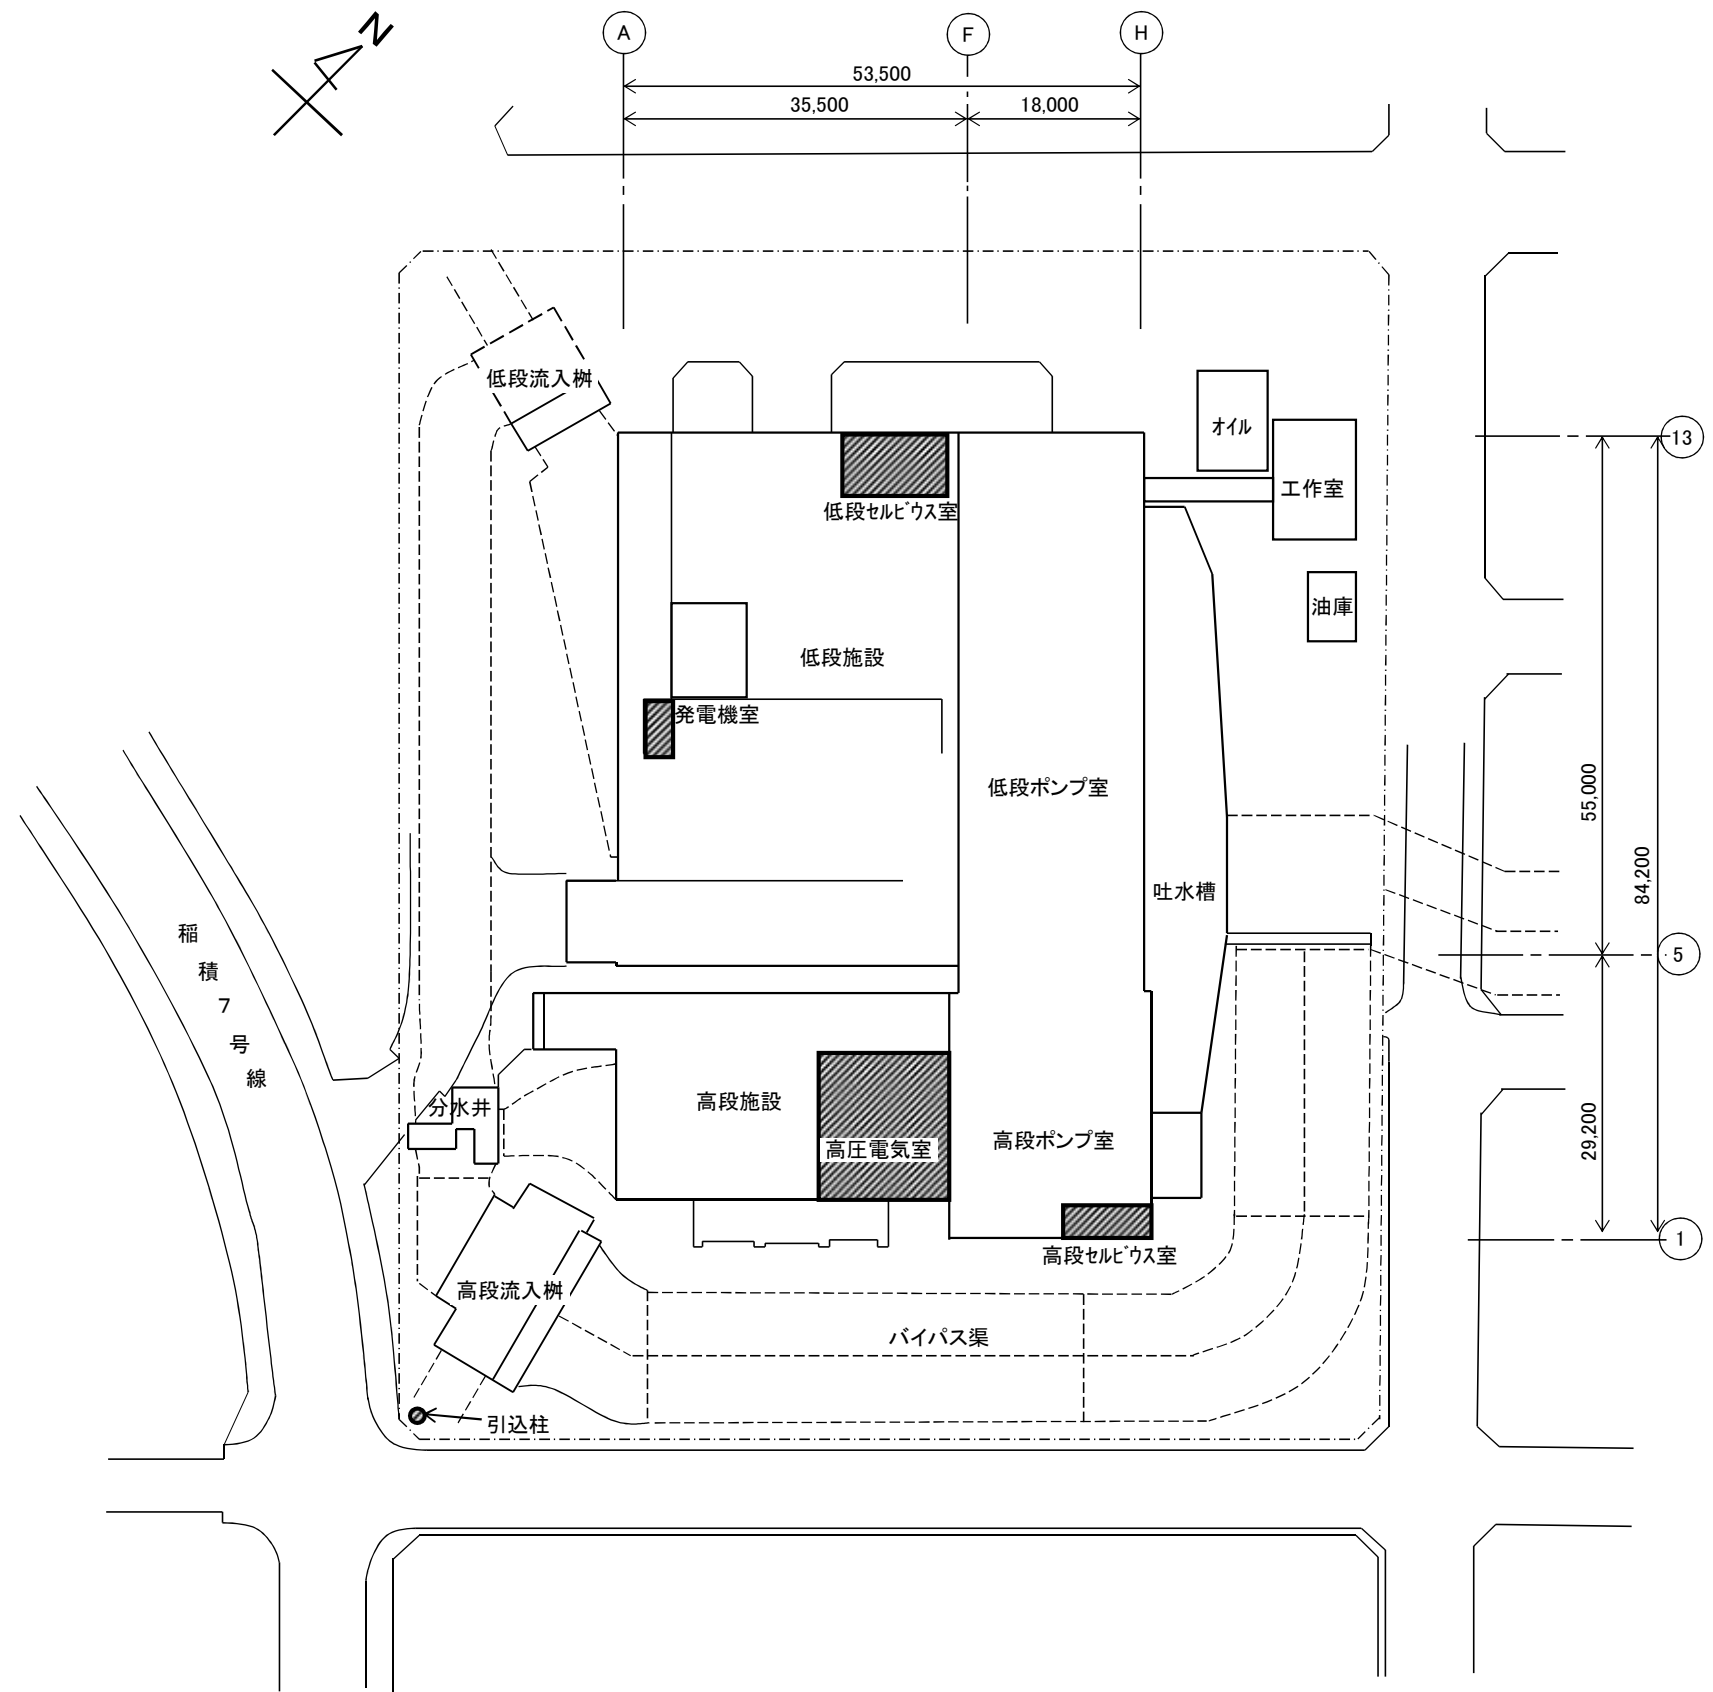 N
A
F
H
53,500
35,500
18,000
低段流入桝
オイル
工作室
13
低段ｾﾙﾋﾞｳｽ室
油庫
低段施設
発電機室
低段ポンプ室
55,000
84,200
吐水槽
稲積7号線
5
分水井
高段施設
高圧電気室
高段ポンプ室
29,200
1
高段ｾﾙﾋﾞｳｽ室
高段流入桝
バイパス渠
引込柱